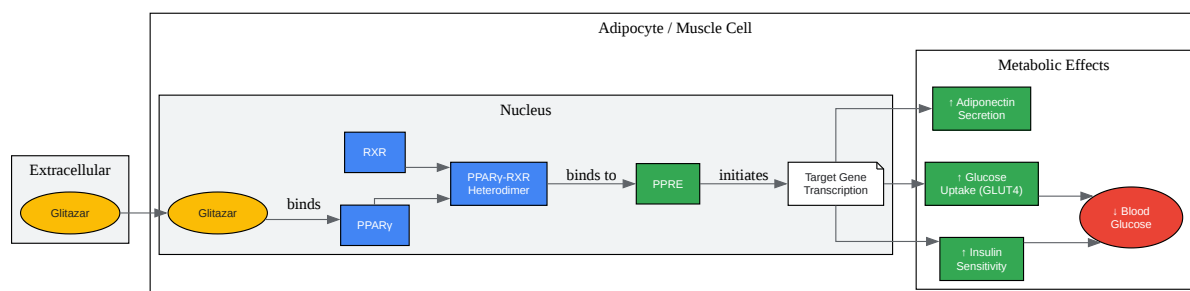 Adipocyte / Muscle Cell
Metabolic Effects
Nucleus
Extracellular
Glitazar
Glitazar
binds
RXR
PPARγ
PPARγ-RXR
Heterodimer
binds to
PPRE
initiates
Target Gene
Transcription
↑ Adiponectin
Secretion
↑ Glucose
Uptake (GLUT4)
↑ Insulin
Sensitivity
↓ Blood
Glucose